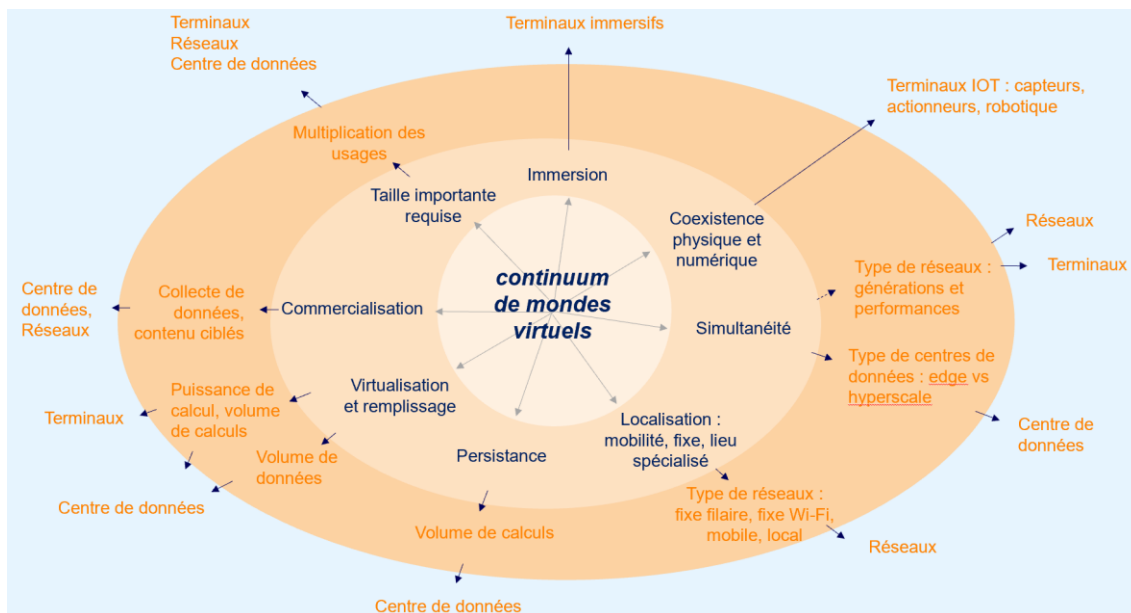 Terminaux
Réseaux
Centre de données
Terminaux immersifs
Terminaux IOT : capteurs,
actionneurs, robotique
Multiplication des
usages
Taille importante
requise
Immersion
Coexistence
physique et
numérique
Réseaux
Terminaux
Type de réseaux :
générations et
performances
continuum
de mondes
virtuels
Centre de
données,
Réseaux
Collecte de
données,
contenu ciblés
Commercialisation
Simultanéité
Type de centres de
données : edge vs
hyperscale
Virtualisation
et remplissage
Puissance de
calcul, volume
de calculs
Terminaux
Localisation :
mobilité, fixe, lieu
spécialisé
Centre de
données
Persistance
Volume de
données
Centre de données
Type de réseaux :
fixe filaire, fixe Wi-Fi,
mobile, local
Volume de calculs
Réseaux
Centre de données